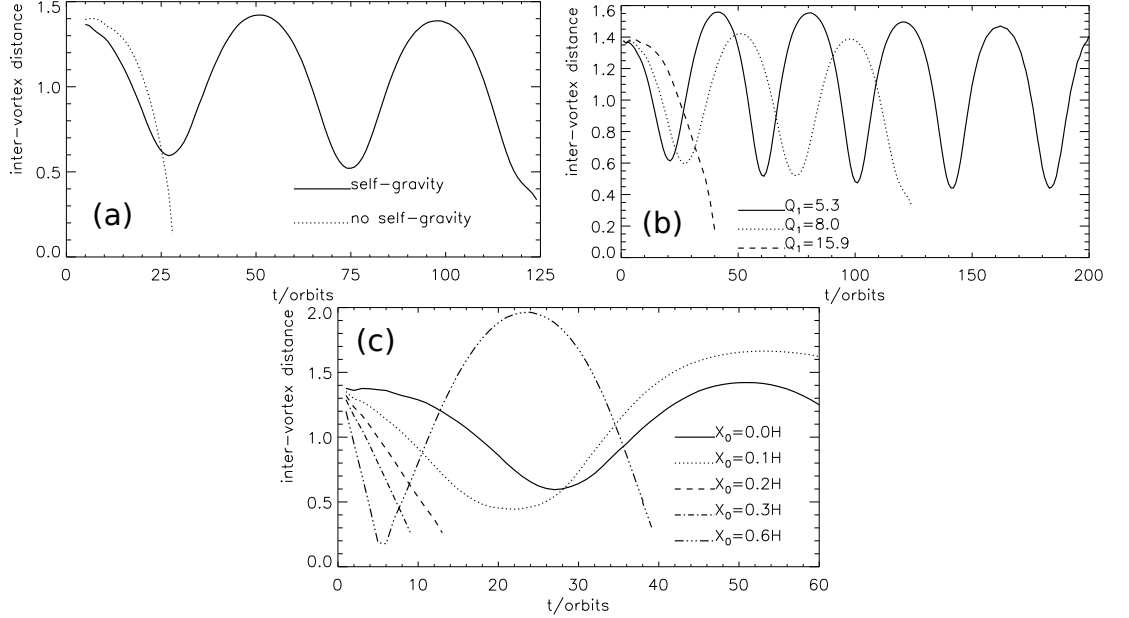 inter-vortex distance
1.5
1.0
0.5
0.0
(a)
self-gravity
no self-gravity
0 25 50 75 100 125
t/orbits
inter-vortex distance
1.6
1.4
1.2
1.0
0.8
0.6
0.4
0.2
0.0
(b)
Q₁=5.3
Q₁=8.0
Q₁=15.9
0 50 100 150 200
t/orbits
inter-vortex distance
2.0
1.5
1.0
0.5
0.0
(c)
X₀=0.0H
X₀=0.1H
X₀=0.2H
X₀=0.3H
X₀=0.6H
0 10 20 30 40 50 60
t/orbits